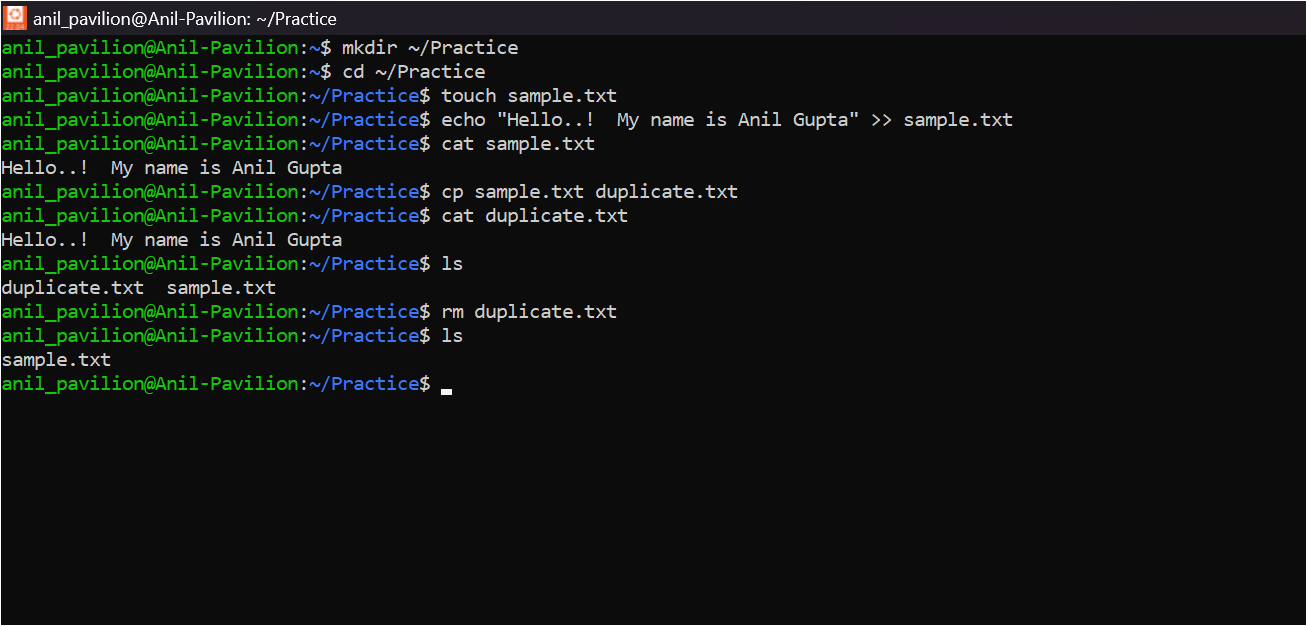 anil_pavilion@Anil-Pavilion: ~/Practice
anil_pavilion@Anil-Pavilion:~$ mkdir ~/Practice
anil_pavilion@Anil-Pavilion:~$ cd ~/Practice
anil_pavilion@Anil-Pavilion:~/Practice$ touch sample.txt
anil_pavilion@Anil-Pavilion:~/Practice$ echo "Hello..!  My name is Anil Gupta" >> sample.txt
anil_pavilion@Anil-Pavilion:~/Practice$ cat sample.txt
Hello..!  My name is Anil Gupta
anil_pavilion@Anil-Pavilion:~/Practice$ cp sample.txt duplicate.txt
anil_pavilion@Anil-Pavilion:~/Practice$ cat duplicate.txt
Hello..!  My name is Anil Gupta
anil_pavilion@Anil-Pavilion:~/Practice$ ls
duplicate.txt  sample.txt
anil_pavilion@Anil-Pavilion:~/Practice$ rm duplicate.txt
anil_pavilion@Anil-Pavilion:~/Practice$ ls
sample.txt
anil_pavilion@Anil-Pavilion:~/Practice$